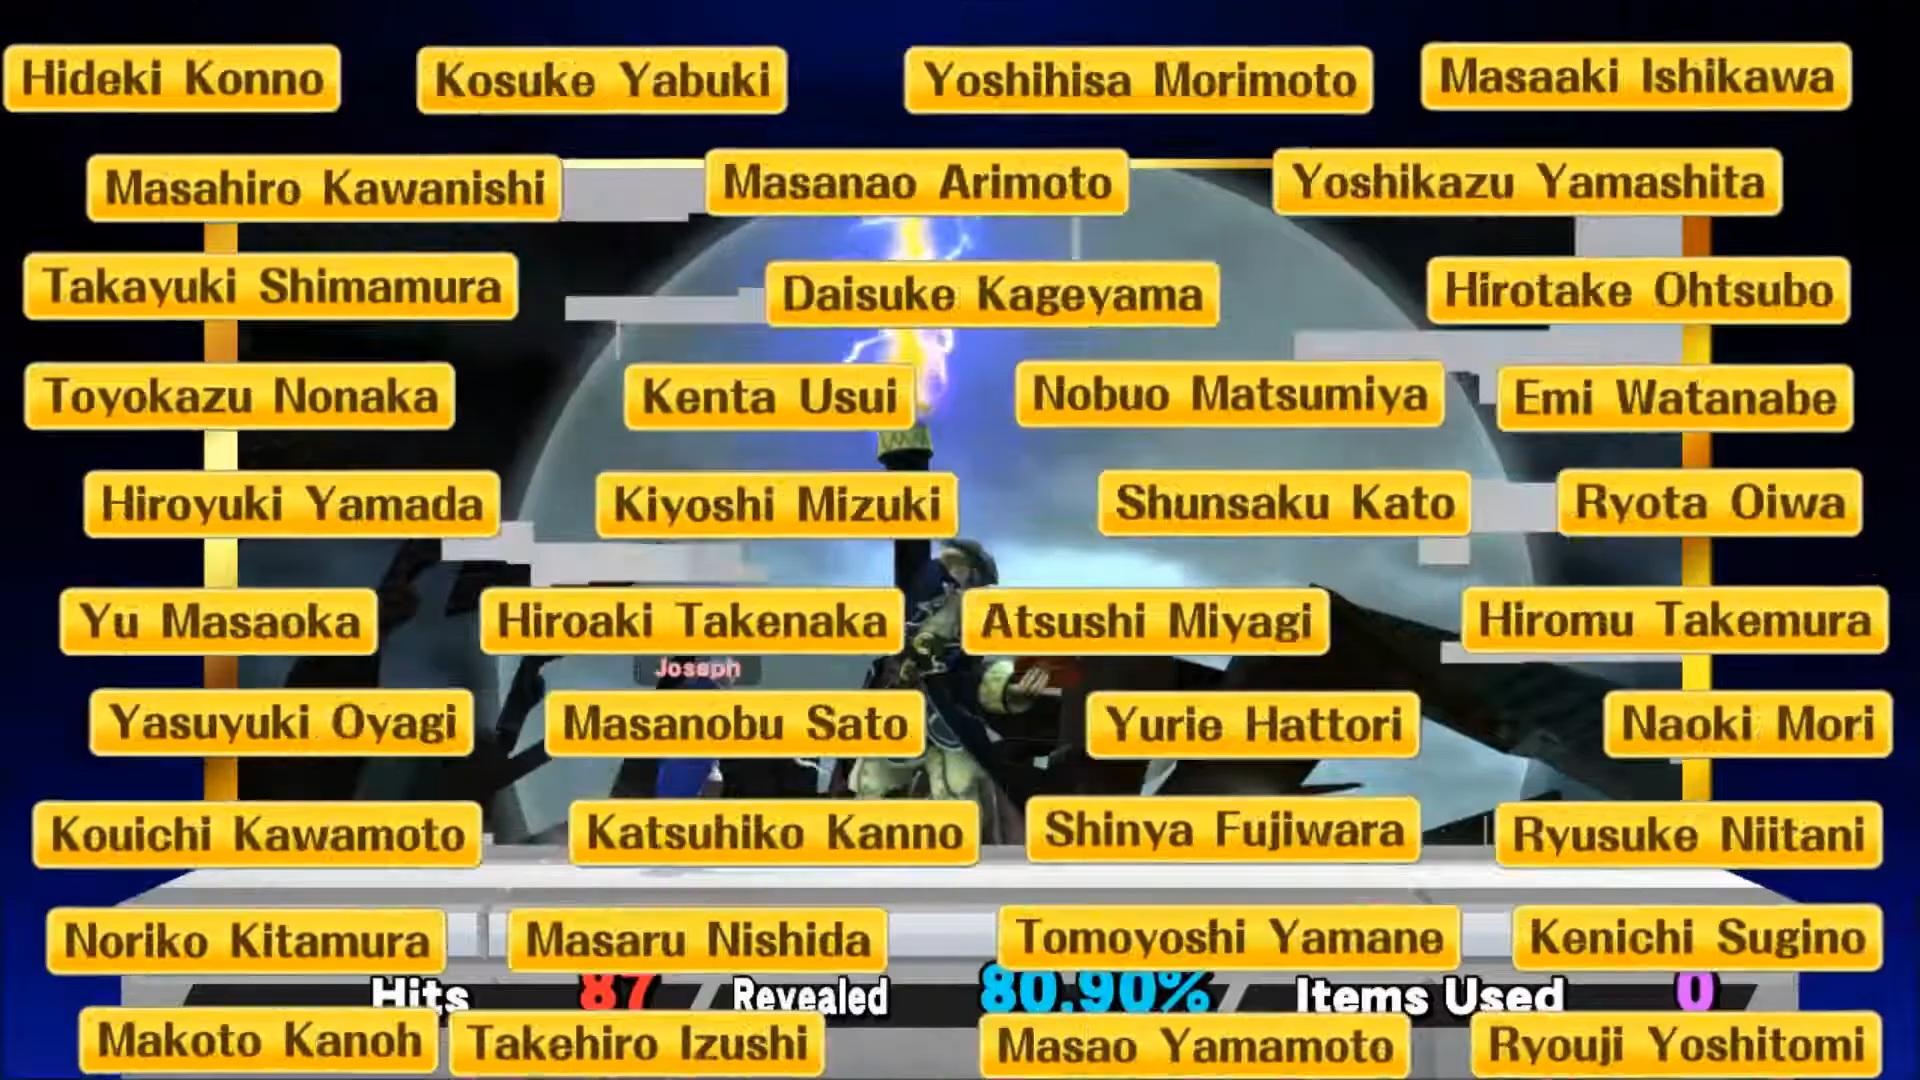 Hideki Konno Kosuke Yabuki Yoshihisa Morimoto Masaaki Ishikawa
Masahiro Kawanishi Masanao Arimoto Yoshikazu Yamashita
Takayuki Shimamura Daisuke Kageyama Hirotake Ohtsubo
Toyokazu Nonaka Kenta Usui Nobuo Matsumiya Emi Watanabe
Hiroyuki Yamada Kiyoshi Mizuki Shunsaku Kato Ryota Oiwa
Yu Masaoka Hiroaki Takenaka Atsushi Miyagi Hiromu Takemura
Joseph
Yasuyuki Oyagi Masanobu Sato Yurie Hattori Naoki Mori
Kouichi Kawamoto Katsuhiko Kanno Shinya Fujiwara Ryusuke Niitani
Noriko Kitamura Masaru Nishida Tomoyoshi Yamane Kenichi Sugino
Hits 87 Revealed 80.90% Items Used 0
Makoto Kanoh Takehiro Izushi Masao Yamamoto Ryouji Yoshitomi